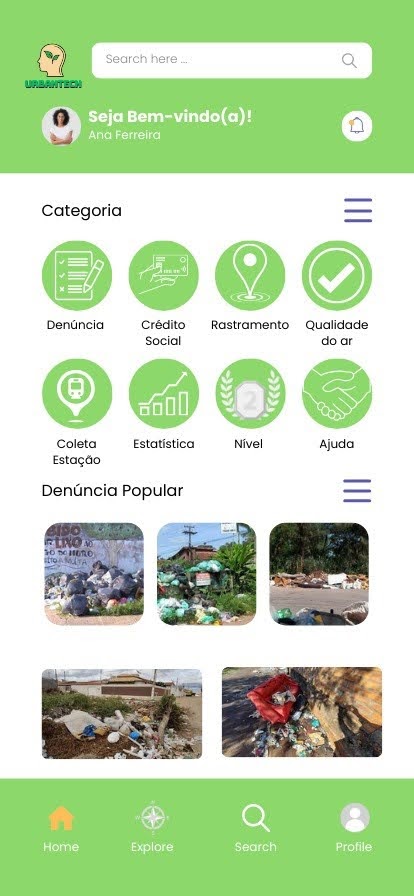 Search here ...
URBANTECH
Seja Bem-vindo(a)!
Ana Ferreira
Categoria
Denúncia
Crédito
Social
Rastramento
Qualidade
do ar
Coleta
Estação
Estatística
2
Nível
Ajuda
Denúncia Popular
Home
Explore
Search
Profile